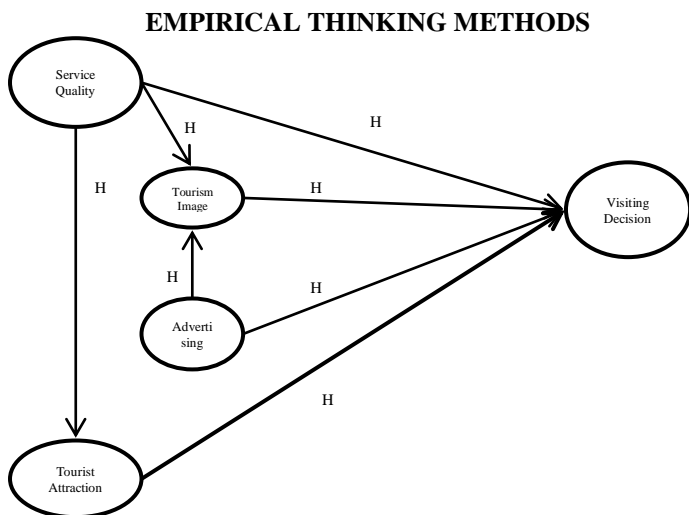 EMPIRICAL THINKING METHODS
Service
Quality
H
H
H
Tourism
Image
H
Visiting
Decision
H
H
Adverti
sing
H
Tourist
Attraction